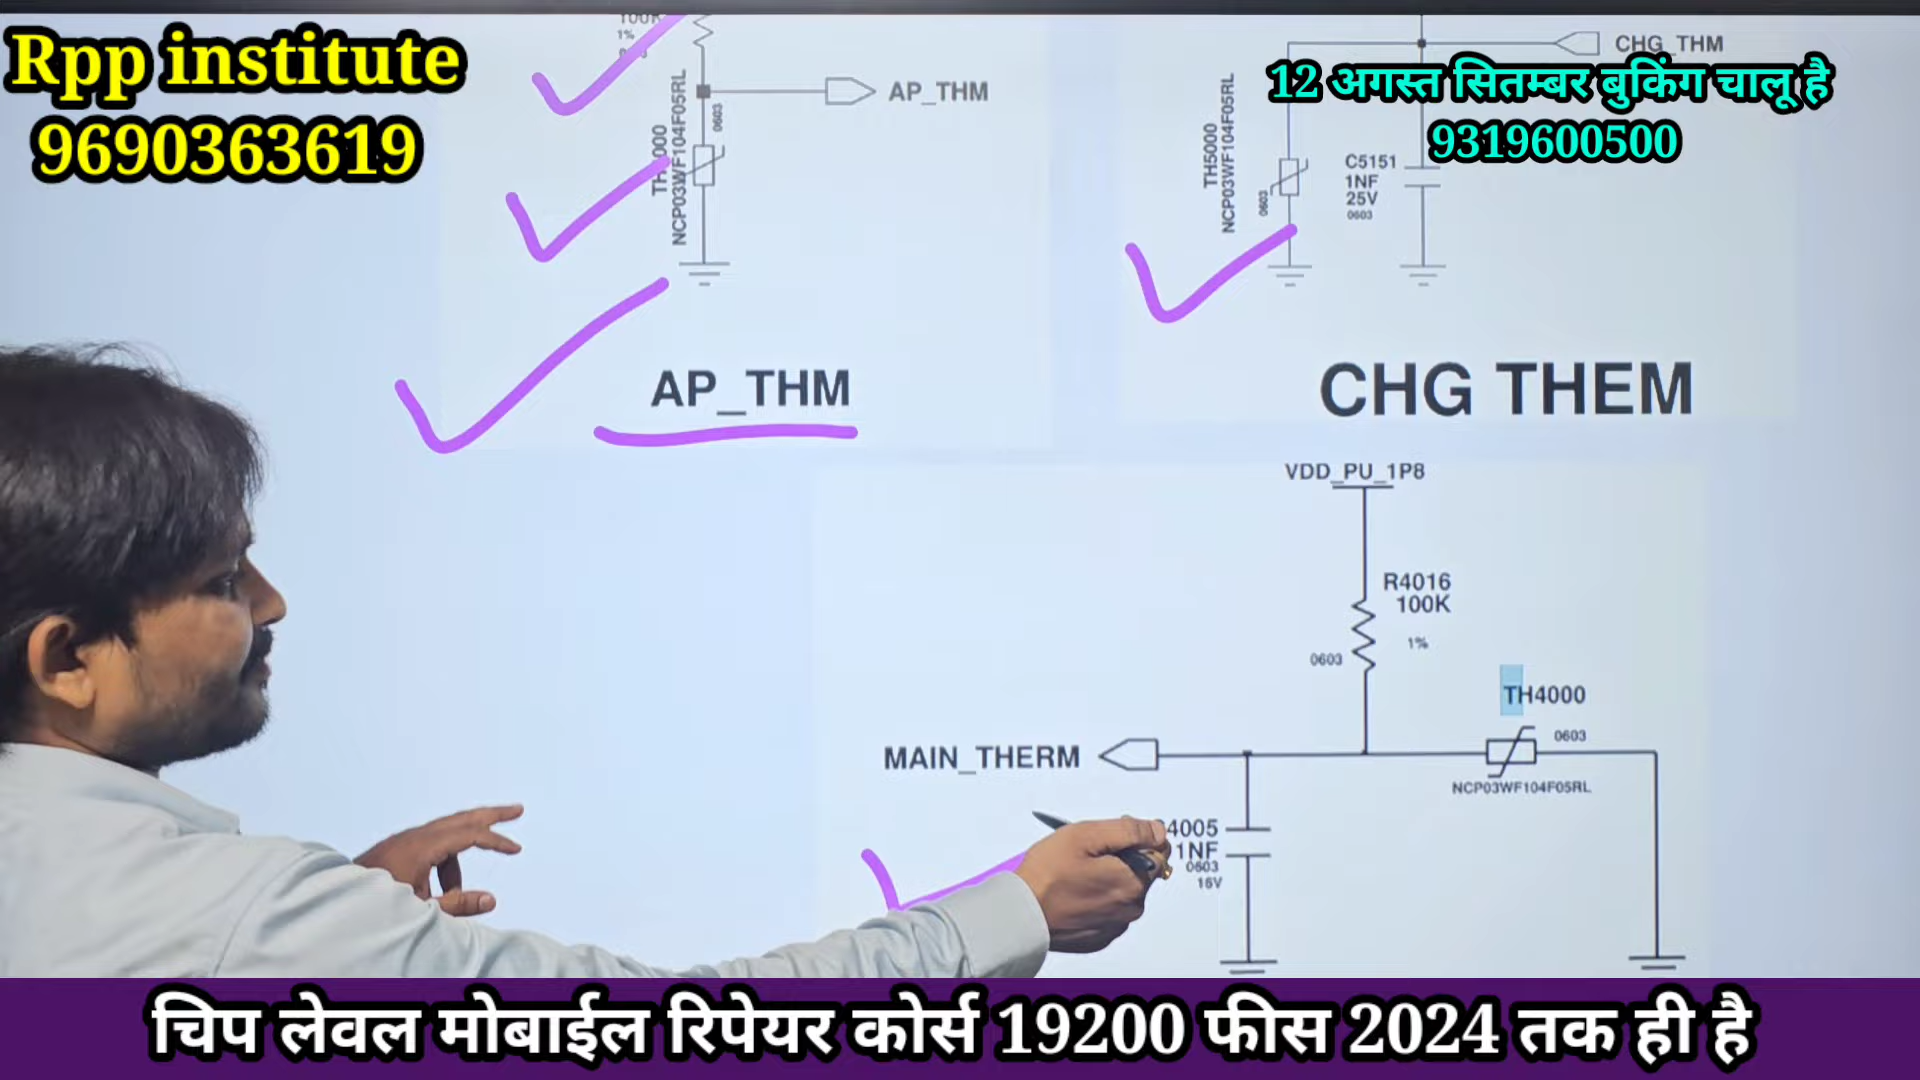 Rpp institute
9690363619
12 अगस्त सितम्बर बुकिंग चालू है
9319600500
100K
1%
AP_THM
0603
NCP03WF104F05RL
CHG_THM
TH5000
NCP03WF104F05RL
0603
C5151
1NF
25V
0603
AP_THM
CHG THEM
VDD_PU_1P8
R4016
100K
1%
0603
TH4000
0603
MAIN_THERM
NCP03WF104F05RL
4005
1NF
0603
16V
चिप लेवल मोबाईल रिपेयर कोर्स 19200 फीस 2024 तक ही है